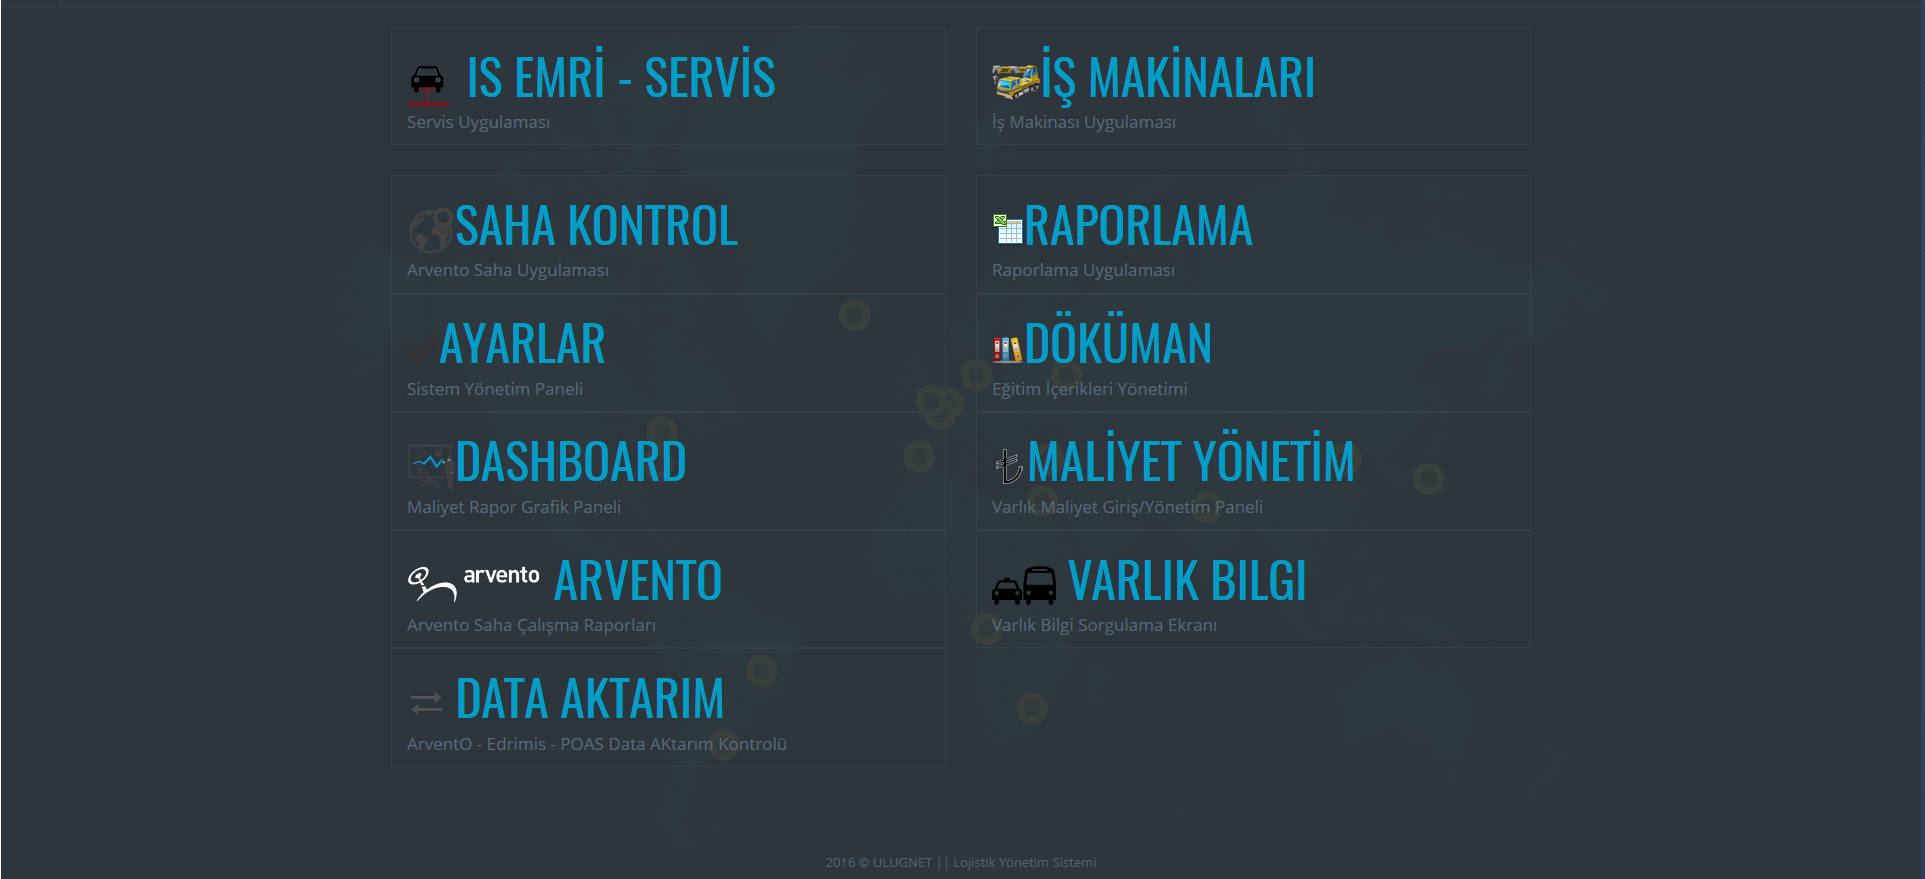 IS EMRİ - SERVİS
Servis Uygulaması
İŞ MAKİNALARI
İş Makinası Uygulaması
SAHA KONTROL
Arvento Saha Uygulaması
RAPORLAMA
Raporlama Uygulaması
AYARLAR
Sistem Yönetim Paneli
DÖKÜMAN
Eğitim İçerikleri Yönetimi
DASHBOARD
Maliyet Rapor Grafik Paneli
MALİYET YÖNETİM
Varlık Maliyet Giriş/Yönetim Paneli
arvento ARVENTO
Arvento Saha Çalışma Raporları
VARLIK BILGI
Varlık Bilgi Sorgulama Ekranı
DATA AKTARIM
ArventO - Edrimis - POAS Data AKtarım Kontrolü
2016 © ULUGNET || Lojistik Yönetim Sistemi